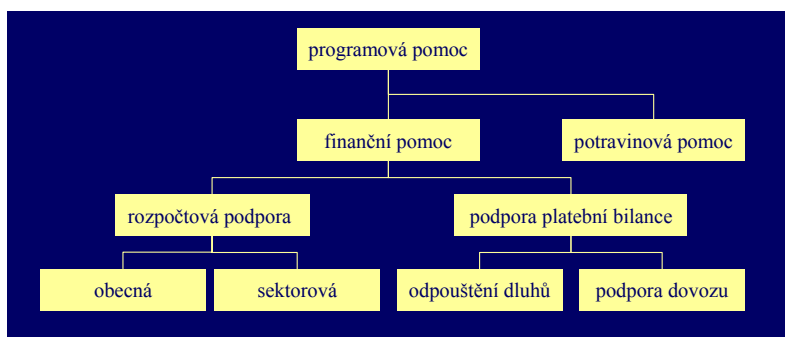 programová pomoc
finanční pomoc
potravinová pomoc
rozpočtová podpora
podpora platební bilance
obecná
sektorová
odpouštění dluhů
podpora dovozu